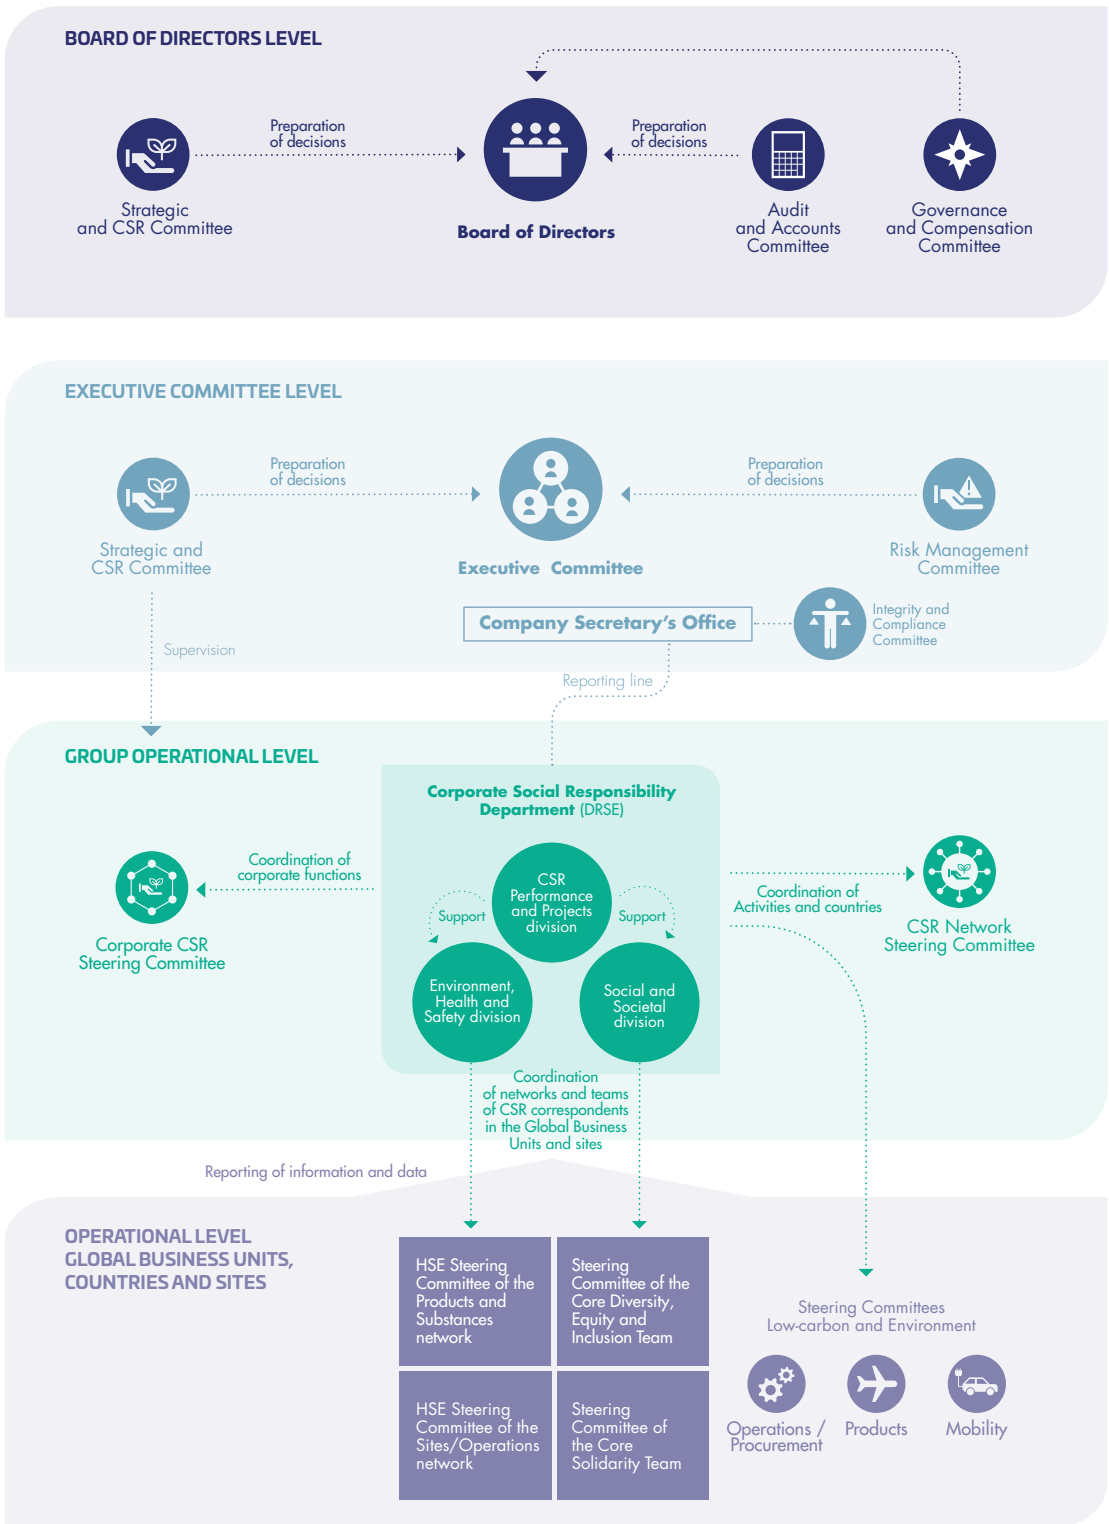 BOARD OF DIRECTORS LEVEL
Preparation
of decisions
Preparation
of decisions
Strategic
and CSR Committee
Board of Directors
Audit
and Accounts
Committee
Governance
and Compensation
Committee
EXECUTIVE COMMITTEE LEVEL
Preparation
of decisions
Preparation
of decisions
Strategic and
CSR Committee
Executive Committee
Risk Management
Committee
Company Secretary's Office
Integrity and
Compliance
Committee
Supervision
Reporting line
GROUP OPERATIONAL LEVEL
Corporate Social Responsibility
Department (DRSE)
Coordination of
corporate functions
CSR
Performance
and Projects
division
Support
Support
Coordination of
Activities and countries
Corporate CSR
Steering Committee
CSR Network
Steering Committee
Environment,
Health and
Safety division
Social and
Societal
division
Coordination
of networks and teams
of CSR correspondents
in the Global Business
Units and sites
Reporting of information and data
OPERATIONAL LEVEL
GLOBAL BUSINESS UNITS,
COUNTRIES AND SITES
HSE Steering
Committee of the
Products and
Substances
network
Steering
Committee of the
Core Diversity,
Equity and
Inclusion Team
HSE Steering
Committee of the
Sites/Operations
network
Steering
Committee of
the Core
Solidarity Team
Steering Committees
Low-carbon and Environment
Operations /
Procurement
Products
Mobility